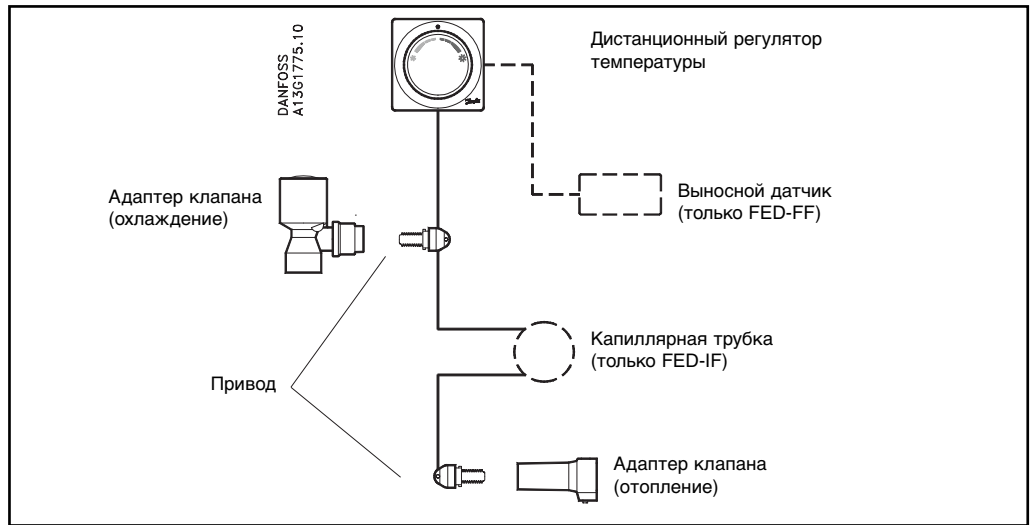 DANFOSS
A13G1775.10
Дистанционный регулятор
температуры
Адаптер клапана
(охлаждение)
Выносной датчик
(только FED-FF)
Капиллярная трубка
(только FED-IF)
Привод
Адаптер клапана
(отопление)